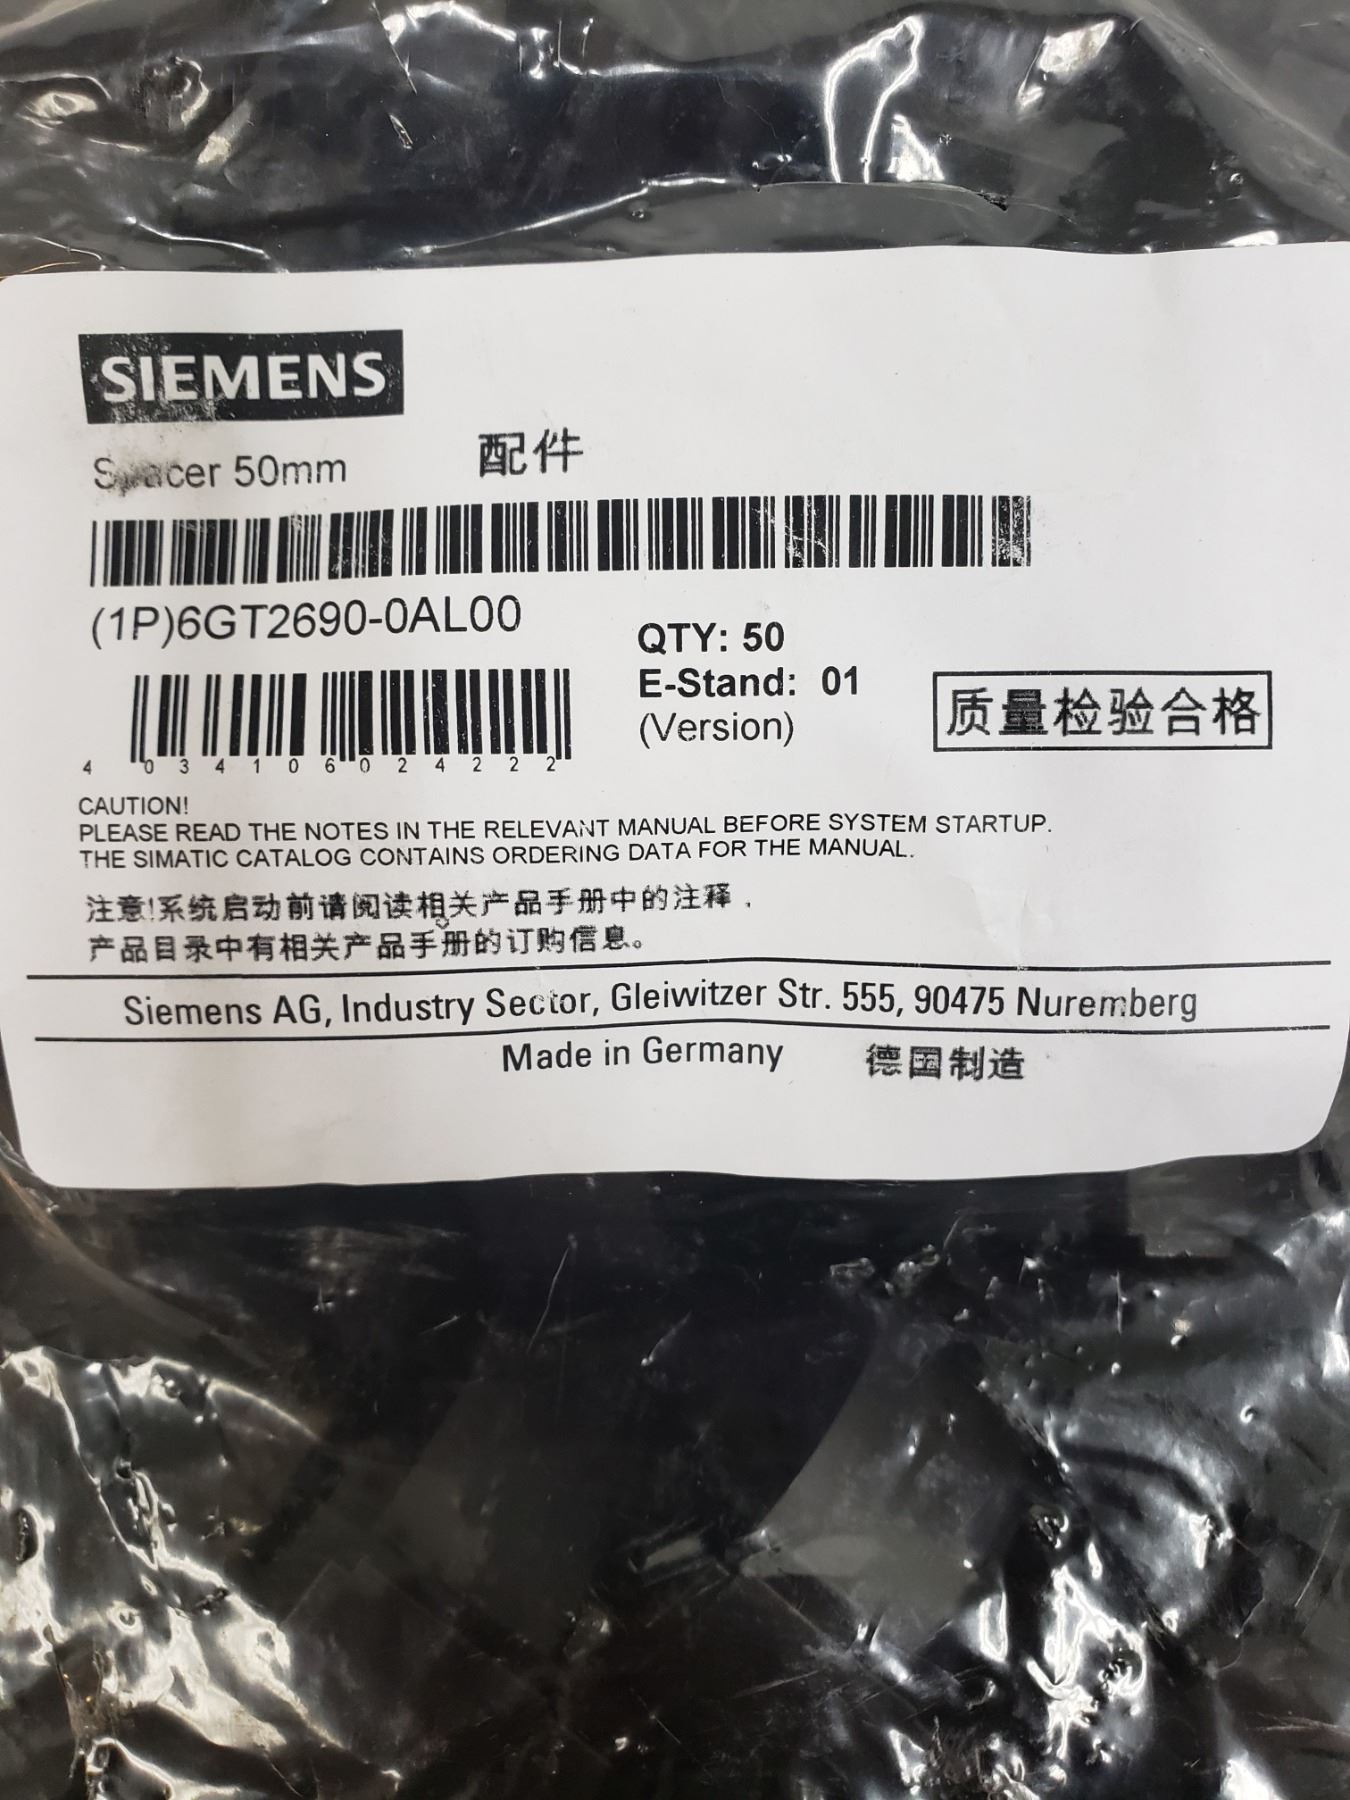 SIEMENS
Spacer 50mm 配件
(1P)6GT2690-0AL00
QTY: 50
E-Stand: 01
(Version)
质量检验合格
4 034106 024222
CAUTION!
PLEASE READ THE NOTES IN THE RELEVANT MANUAL BEFORE SYSTEM STARTUP.
THE SIMATIC CATALOG CONTAINS ORDERING DATA FOR THE MANUAL.
注意!系统启动前请阅读相关产品手册中的注释.
产品目录中有相关产品手册的订购信息。
Siemens AG, Industry Sector, Gleiwitzer Str. 555, 90475 Nuremberg
Made in Germany 德国制造